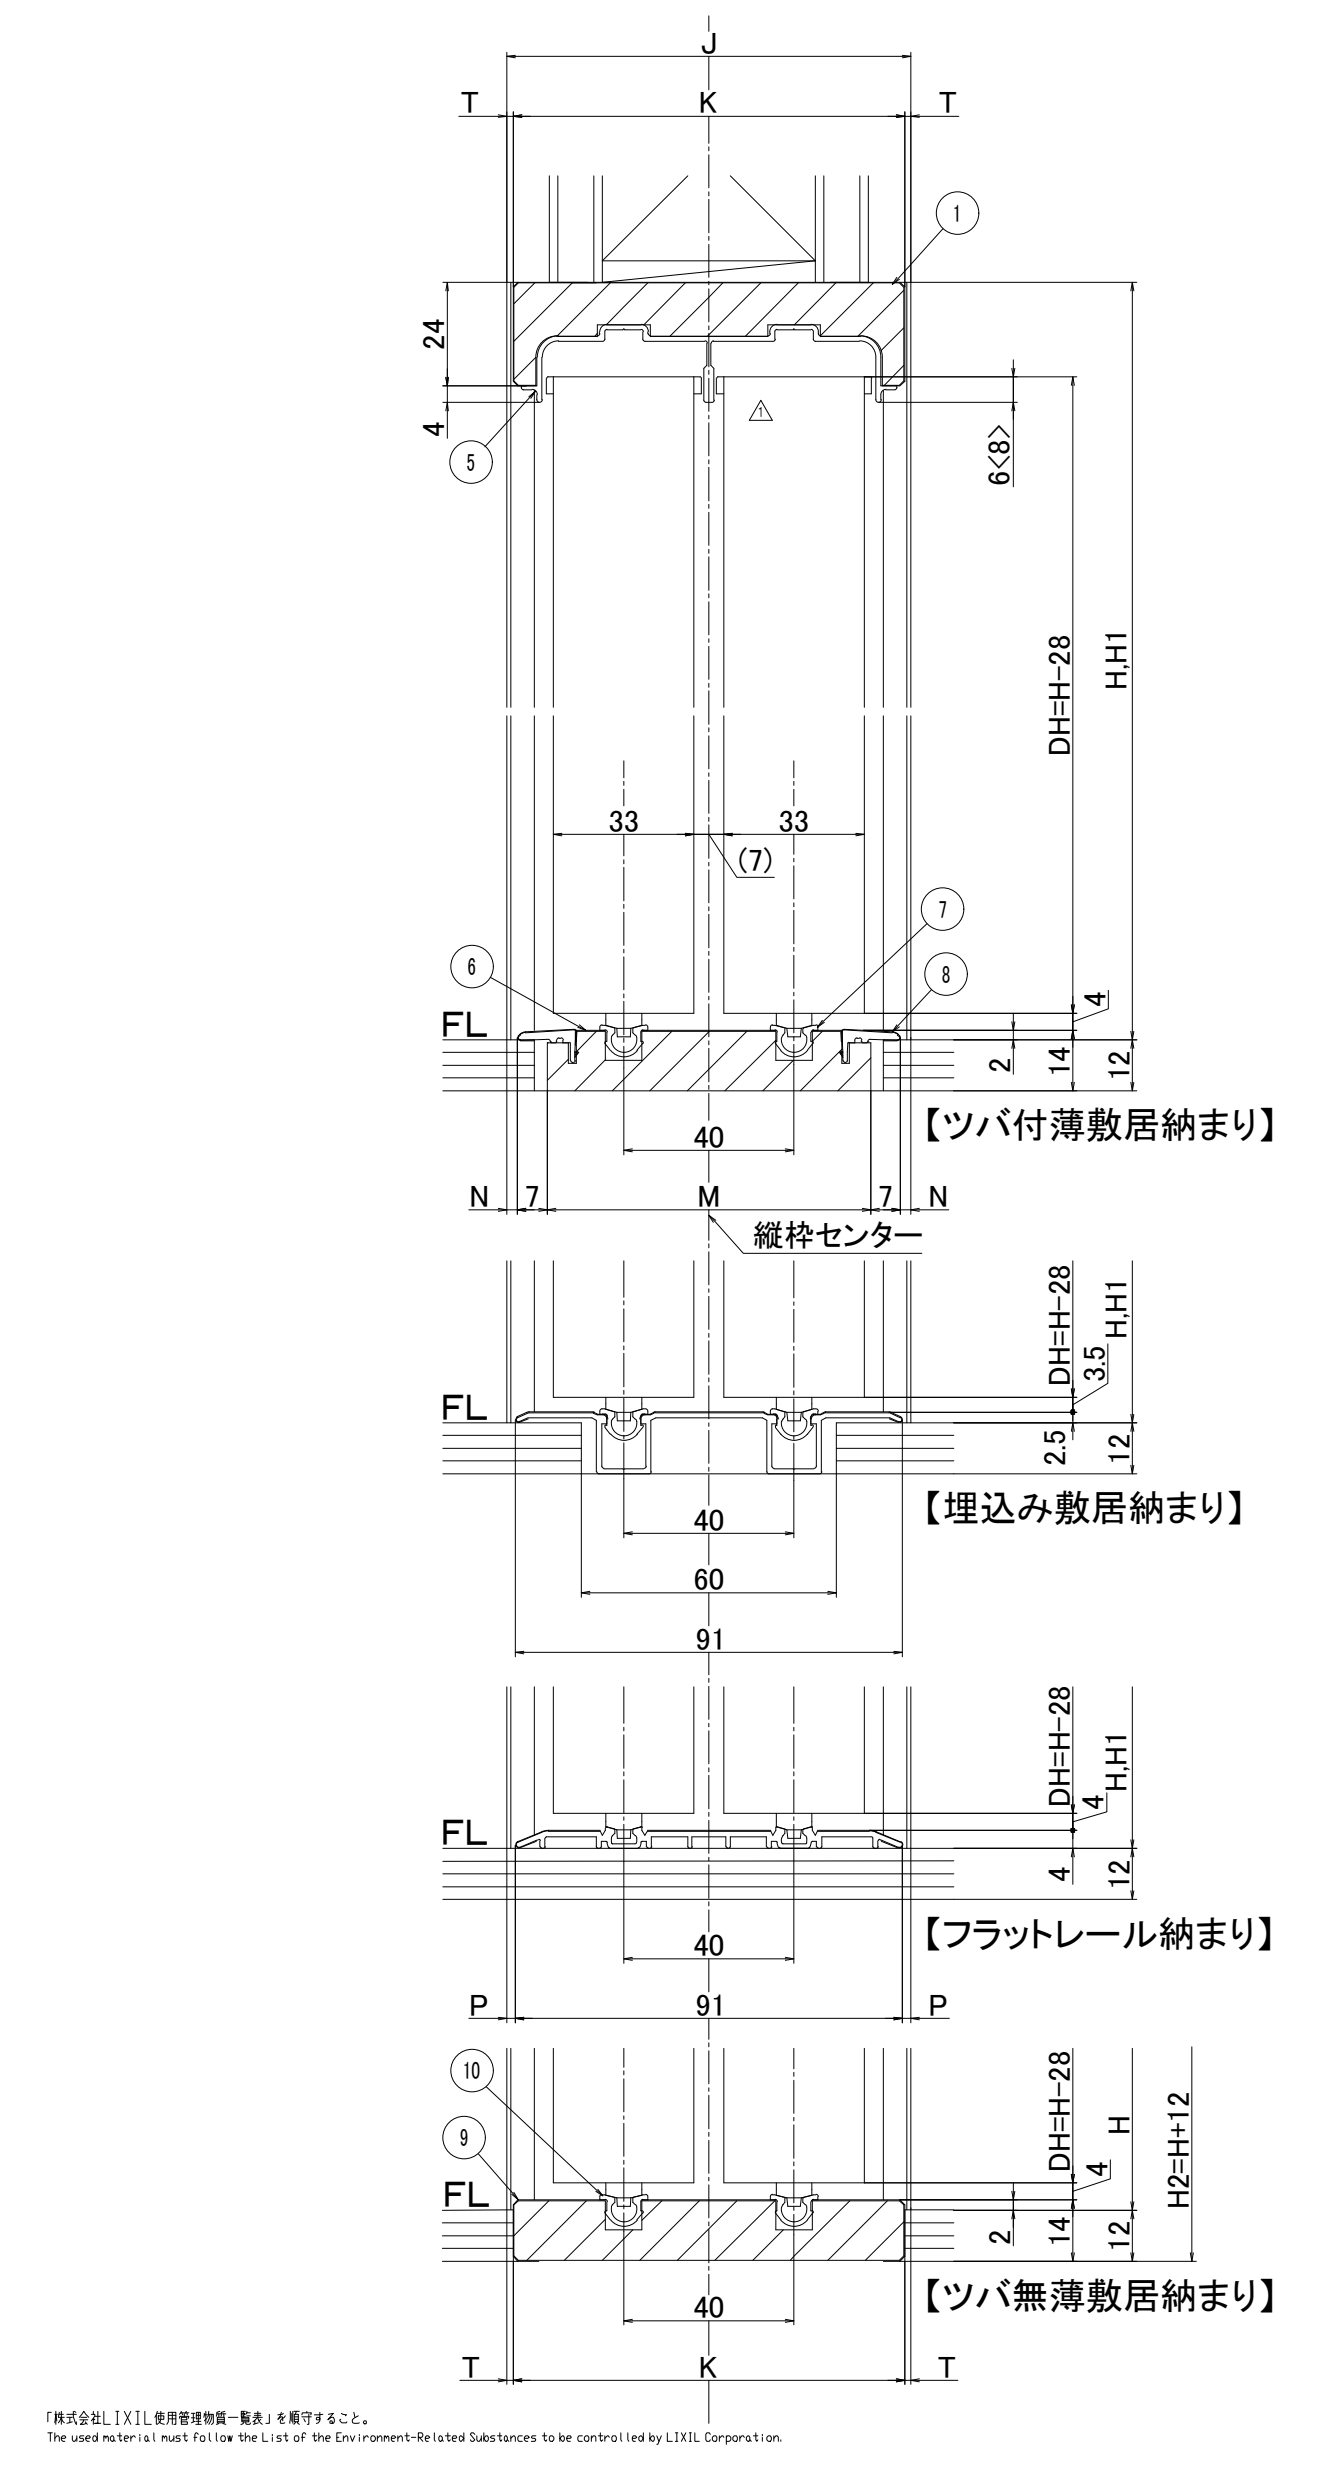 J
T K T
1
24
4
5
1
6<8>
DH=H-28
H,H1
33 33
(7)
7
6
8
FL
4
2
14
12
【ツバ付薄敷居納まり】
40
N 7 M 7 N
縦枠センター
DH=H-28
H,H1
3.5
FL
2.5
12
【埋込み敷居納まり】
40
60
91
DH=H-28
H,H1
4
FL
4
12
【フラットレール納まり】
40
P 91 P
10
9
DH=H-28
H
H2=H+12
4
FL
2
14
12
【ツバ無薄敷居納まり】
40
T K T
「株式会社LIXIL使用管理物質一覧表」を順守すること。
The used material must follow the List of the Environment-Related Substances to be controlled by LIXIL Corporation.